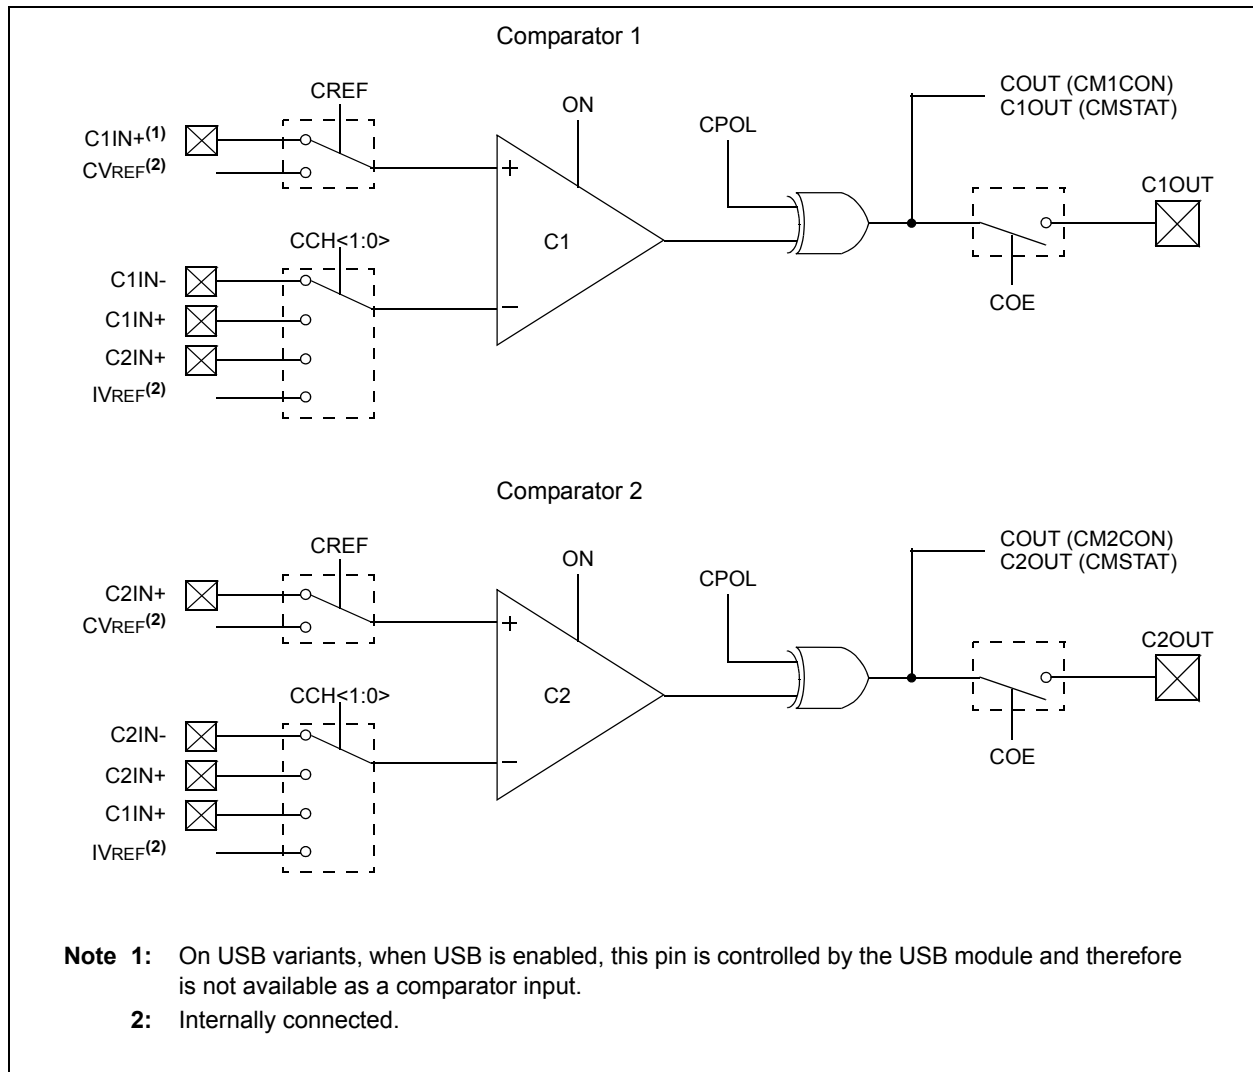 Comparator 1
CREF
ON
CPOL
COUT (CM1CON)
C1OUT (CMSTAT)
C1IN+(1)
CVREF(2)
+
C1OUT
CCH<1:0>
C1
C1IN-
C1IN+
C2IN+
IVREF(2)
−
COE
Comparator 2
CREF
ON
CPOL
COUT (CM2CON)
C2OUT (CMSTAT)
C2IN+
CVREF(2)
+
C2OUT
CCH<1:0>
C2
C2IN-
C2IN+
C1IN+
IVREF(2)
−
COE
Note 1: On USB variants, when USB is enabled, this pin is controlled by the USB module and therefore
is not available as a comparator input.
2: Internally connected.